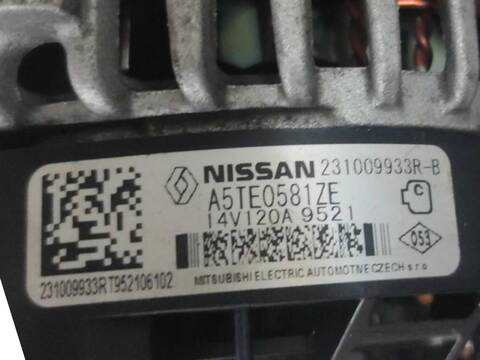 NISSAN 231009933R-B
A5TE0581ZE C
14V120A 9521
053
231009933RT952106102
MITSUBISHI ELECTRIC AUTOMOTIVE CZECH s.r.o